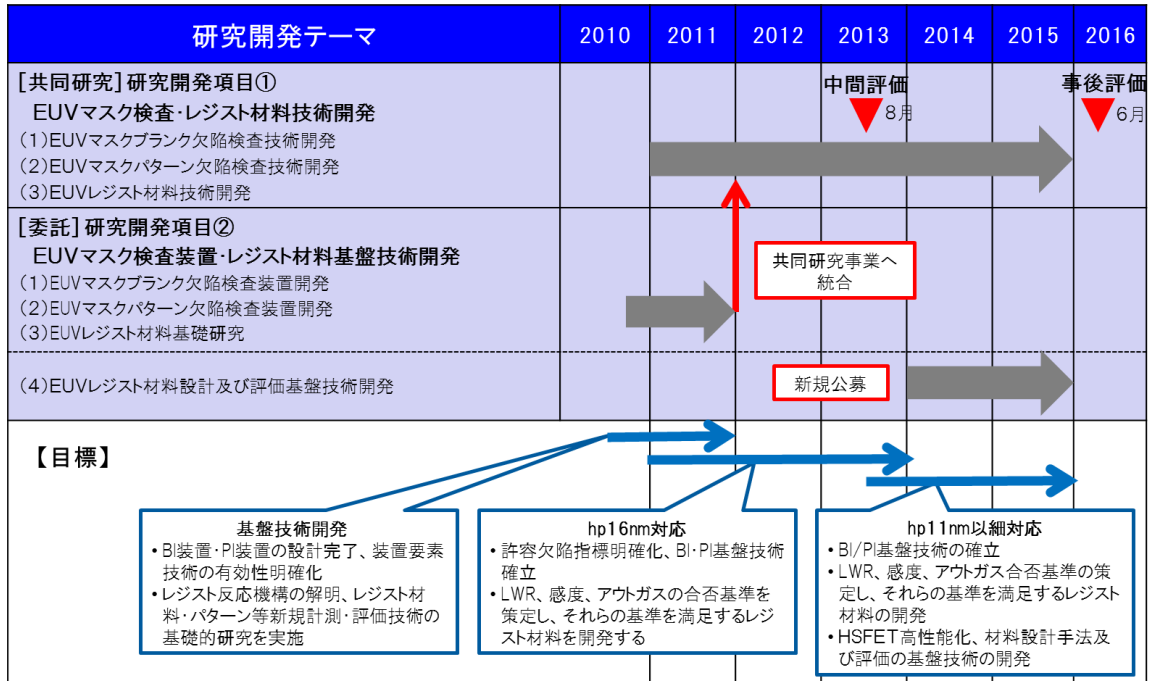 研究開発テーマ 2010 2011 2012 2013 2014 2015 2016
[共同研究]研究開発項目①
EUVマスク検査・レジスト材料技術開発
(1)EUVマスクブランク欠陥検査技術開発
(2)EUVマスクパターン欠陥検査技術開発
(3)EUVレジスト材料技術開発
中間評価
8月
事後評価
6月
[委託]研究開発項目②
EUVマスク検査装置・レジスト材料基盤技術開発
(1)EUVマスクブランク欠陥検査装置開発
(2)EUVマスクパターン欠陥検査装置開発
(3)EUVレジスト材料基礎研究
共同研究事業へ
統合
(4)EUVレジスト材料設計及び評価基盤技術開発
新規公募
【目標】
基盤技術開発
•BI装置・PI装置の設計完了、装置要素
技術の有効性明確化
•レジスト反応機構の解明、レジスト材
料・パターン等新規計測・評価技術の
基礎的研究を実施
hp16nm対応
•許容欠陥指標明確化、BI・PI基盤技術
確立
•LWR、感度、アウトガスの合否基準を
策定し、それらの基準を満足するレジ
スト材料を開発する
hp11nm以細対応
•BI/PI基盤技術の確立
•LWR、感度、アウトガス合否基準の策
定し、それらの基準を満足するレジスト
材料の開発
•HSFET高性能化、材料設計手法及
び評価の基盤技術の開発